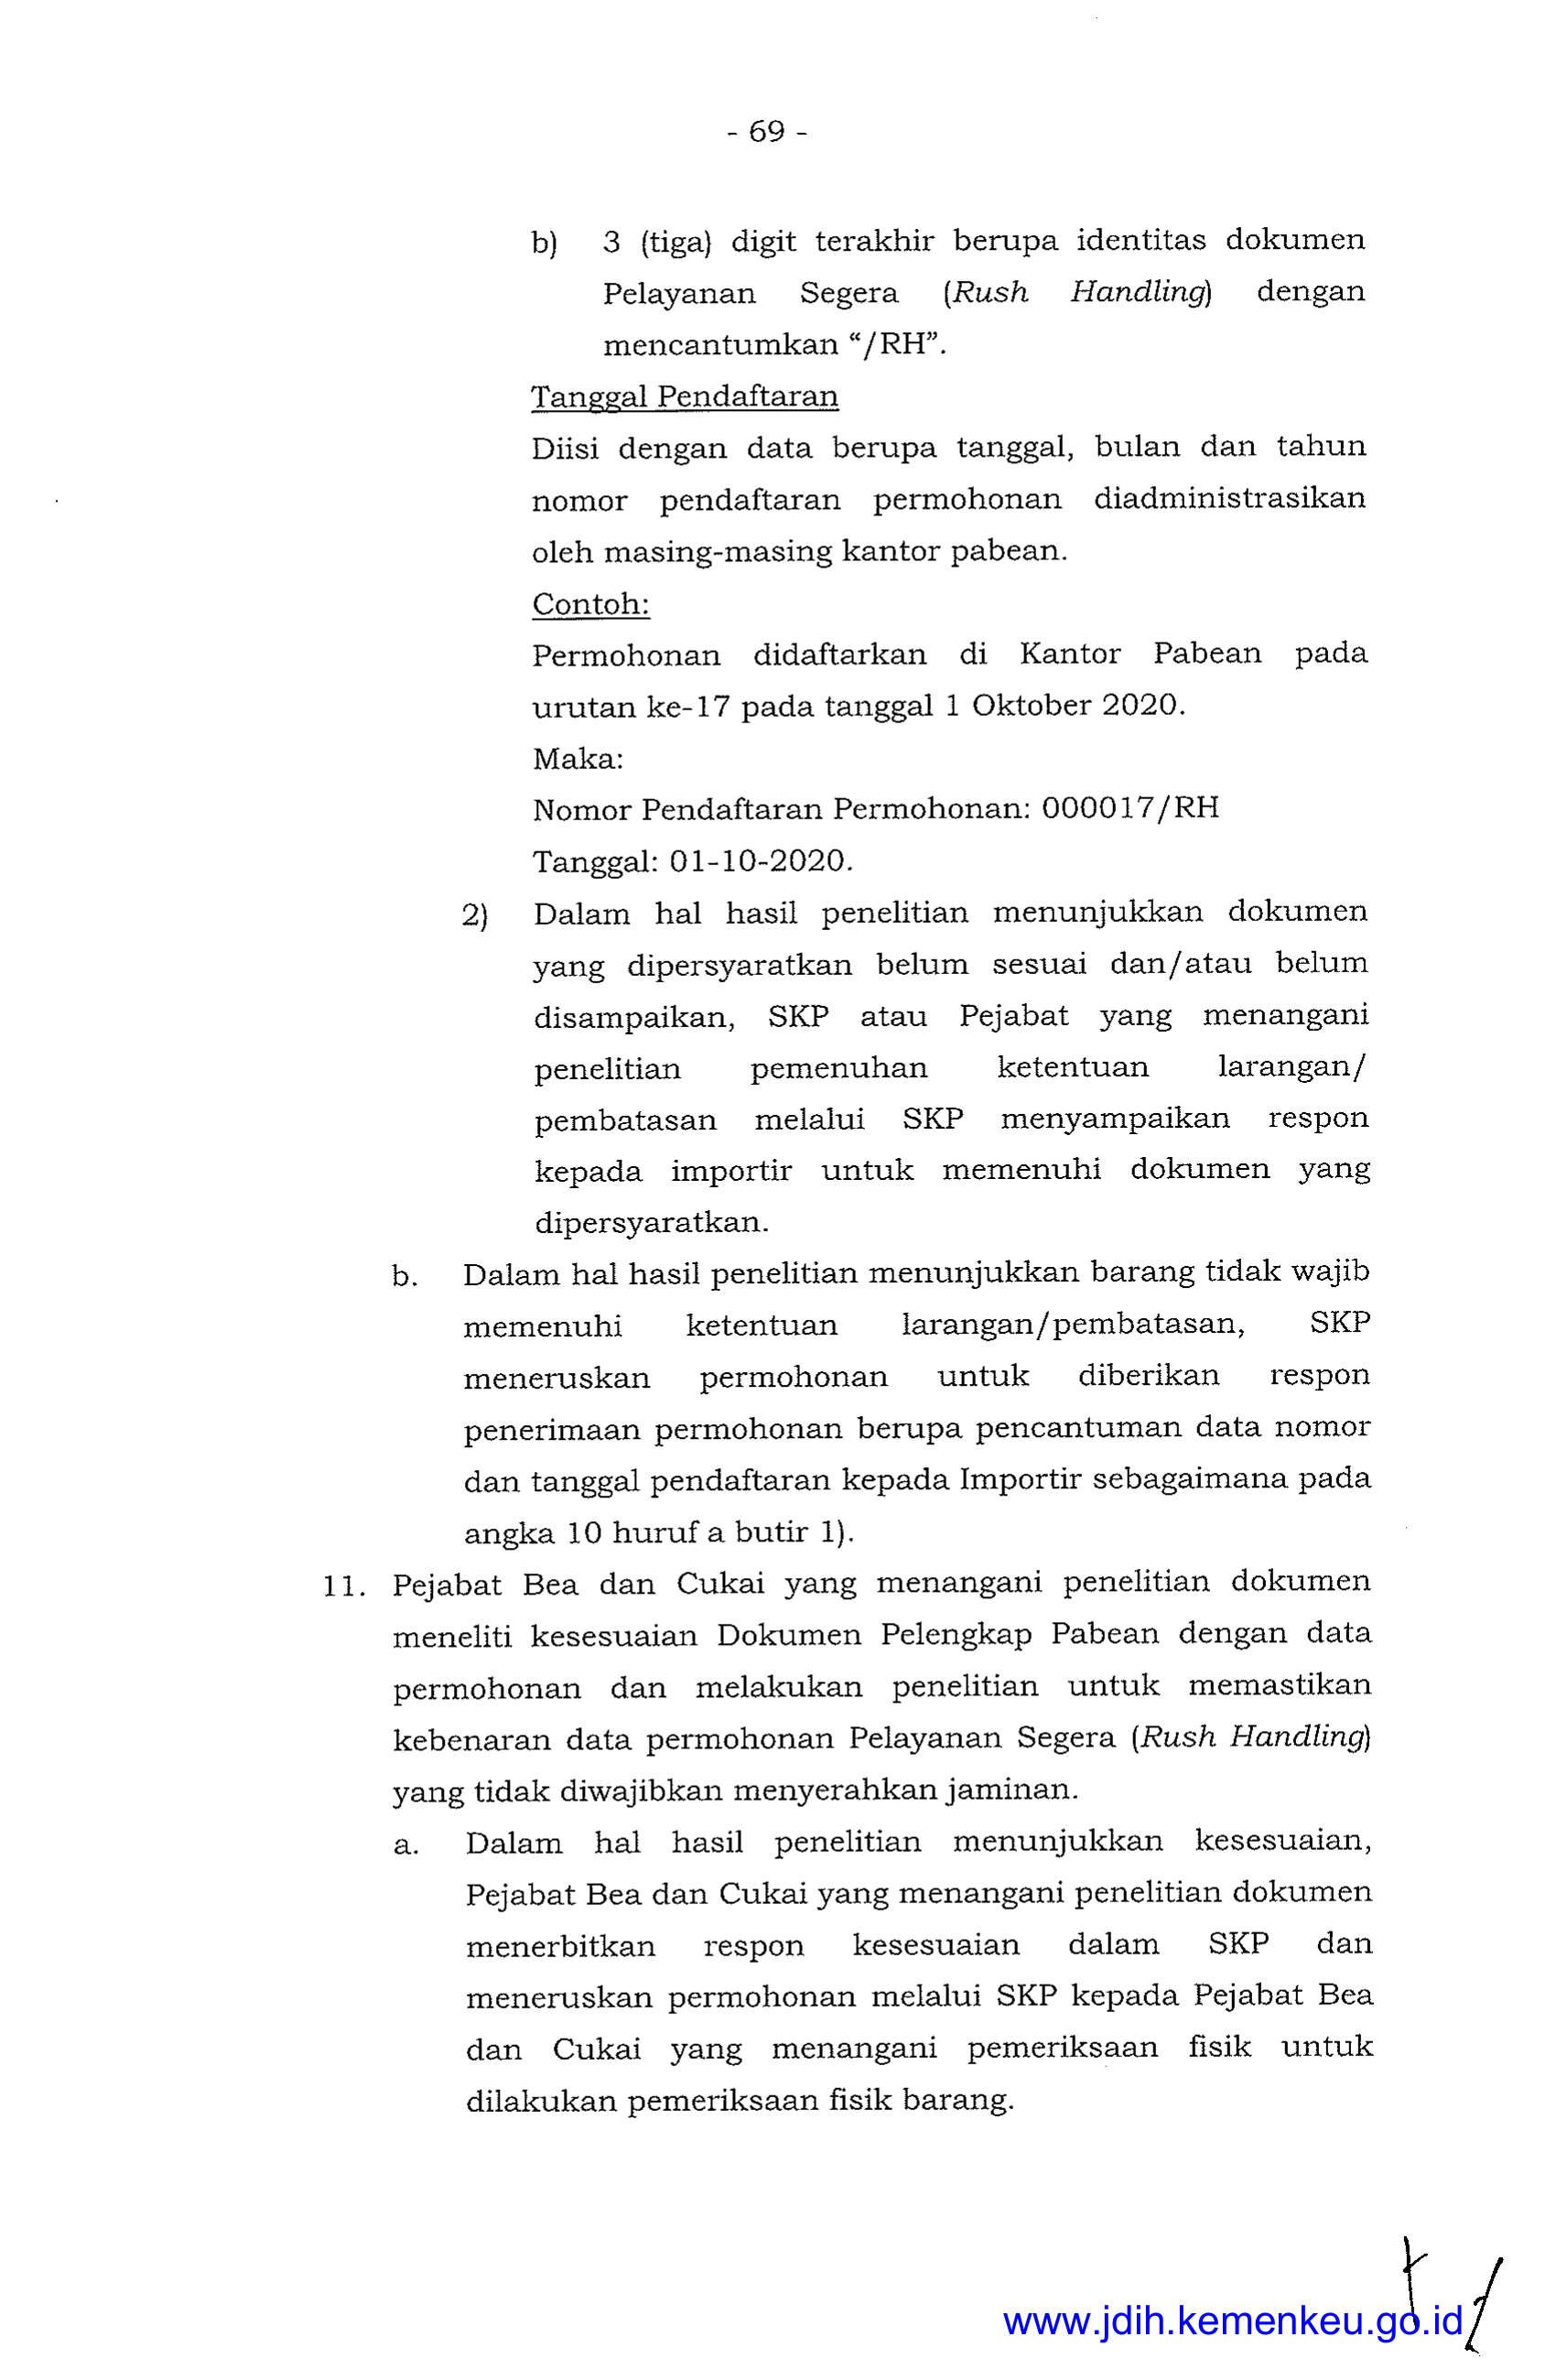 - 69 -
b) 3 (tiga) digit terakhir berupa identitas dokumen
Pelayanan Segera (Rush Handling) dengan
mencantumkan “/RH”.
Tanggal Pendaftaran
Diisi dengan data berupa tanggal, bulan dan tahun
nomor pendaftaran permohonan diadministrasikan
oleh masing-masing kantor pabean.
Contoh:
Permohonan didaftarkan di Kantor Pabean pada
urutan ke-17 pada tanggal 1 Oktober 2020.
Maka:
Nomor Pendaftaran Permohonan: 000017/RH
Tanggal: 01-10-2020.
2) Dalam hal hasil penelitian menunjukkan dokumen
yang dipersyaratkan belum sesuai dan/atau belum
disampaikan, SKP atau Pejabat yang menangani
penelitian pemenuhan ketentuan larangan/
pembatasan melalui SKP menyampaikan respon
kepada importir untuk memenuhi dokumen yang
dipersyaratkan.
b. Dalam hal hasil penelitian menunjukkan barang tidak wajib
memenuhi ketentuan larangan/pembatasan, SKP
meneruskan permohonan untuk diberikan respon
penerimaan permohonan berupa pencantuman data nomor
dan tanggal pendaftaran kepada Importir sebagaimana pada
angka 10 huruf a butir 1).
11. Pejabat Bea dan Cukai yang menangani penelitian dokumen
meneliti kesesuaian Dokumen Pelengkap Pabean dengan data
permohonan dan melakukan penelitian untuk memastikan
kebenaran data permohonan Pelayanan Segera (Rush Handling)
yang tidak diwajibkan menyerahkan jaminan.
a. Dalam hal hasil penelitian menunjukkan kesesuaian,
Pejabat Bea dan Cukai yang menangani penelitian dokumen
menerbitkan respon kesesuaian dalam SKP dan
meneruskan permohonan melalui SKP kepada Pejabat Bea
dan Cukai yang menangani pemeriksaan fisik untuk
dilakukan pemeriksaan fisik barang.
www.jdih.kemenkeu.go.id